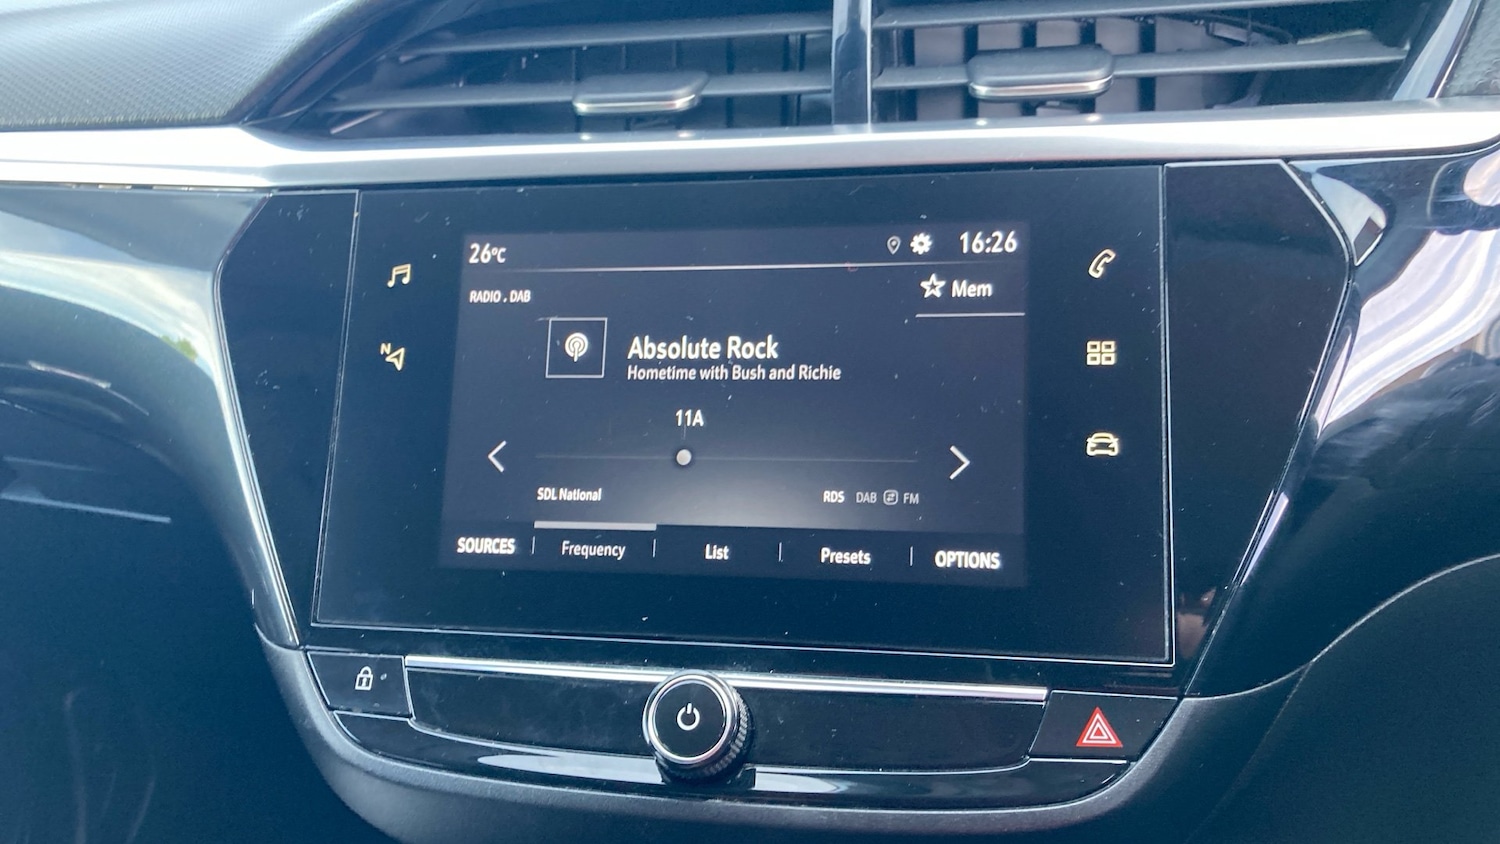 26°C
16:26
RADIO . DAB
Mem
N
Absolute Rock
Hometime with Bush and Richie
11A
SDL National
RDS DAB FM
SOURCES Frequency List Presets OPTIONS